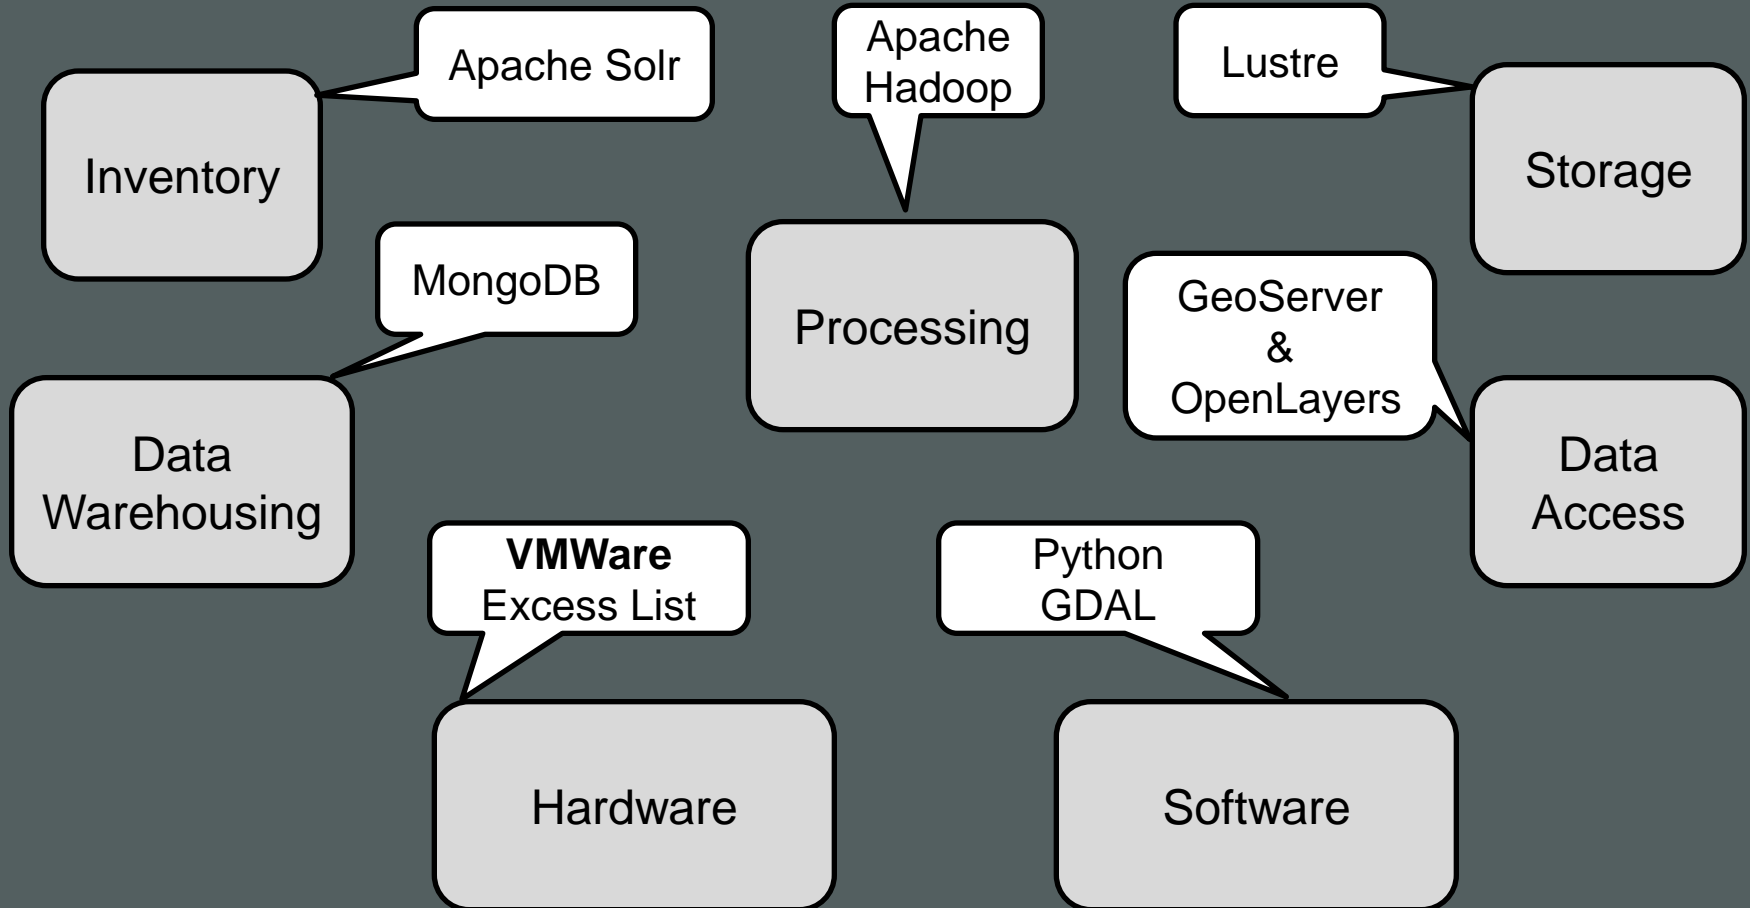 Apache Solr
Apache
Hadoop
Lustre
Inventory
Storage
MongoDB
Processing
GeoServer
&
OpenLayers
Data
Warehousing
Data
Access
VMWare
Excess List
Python
GDAL
Hardware
Software